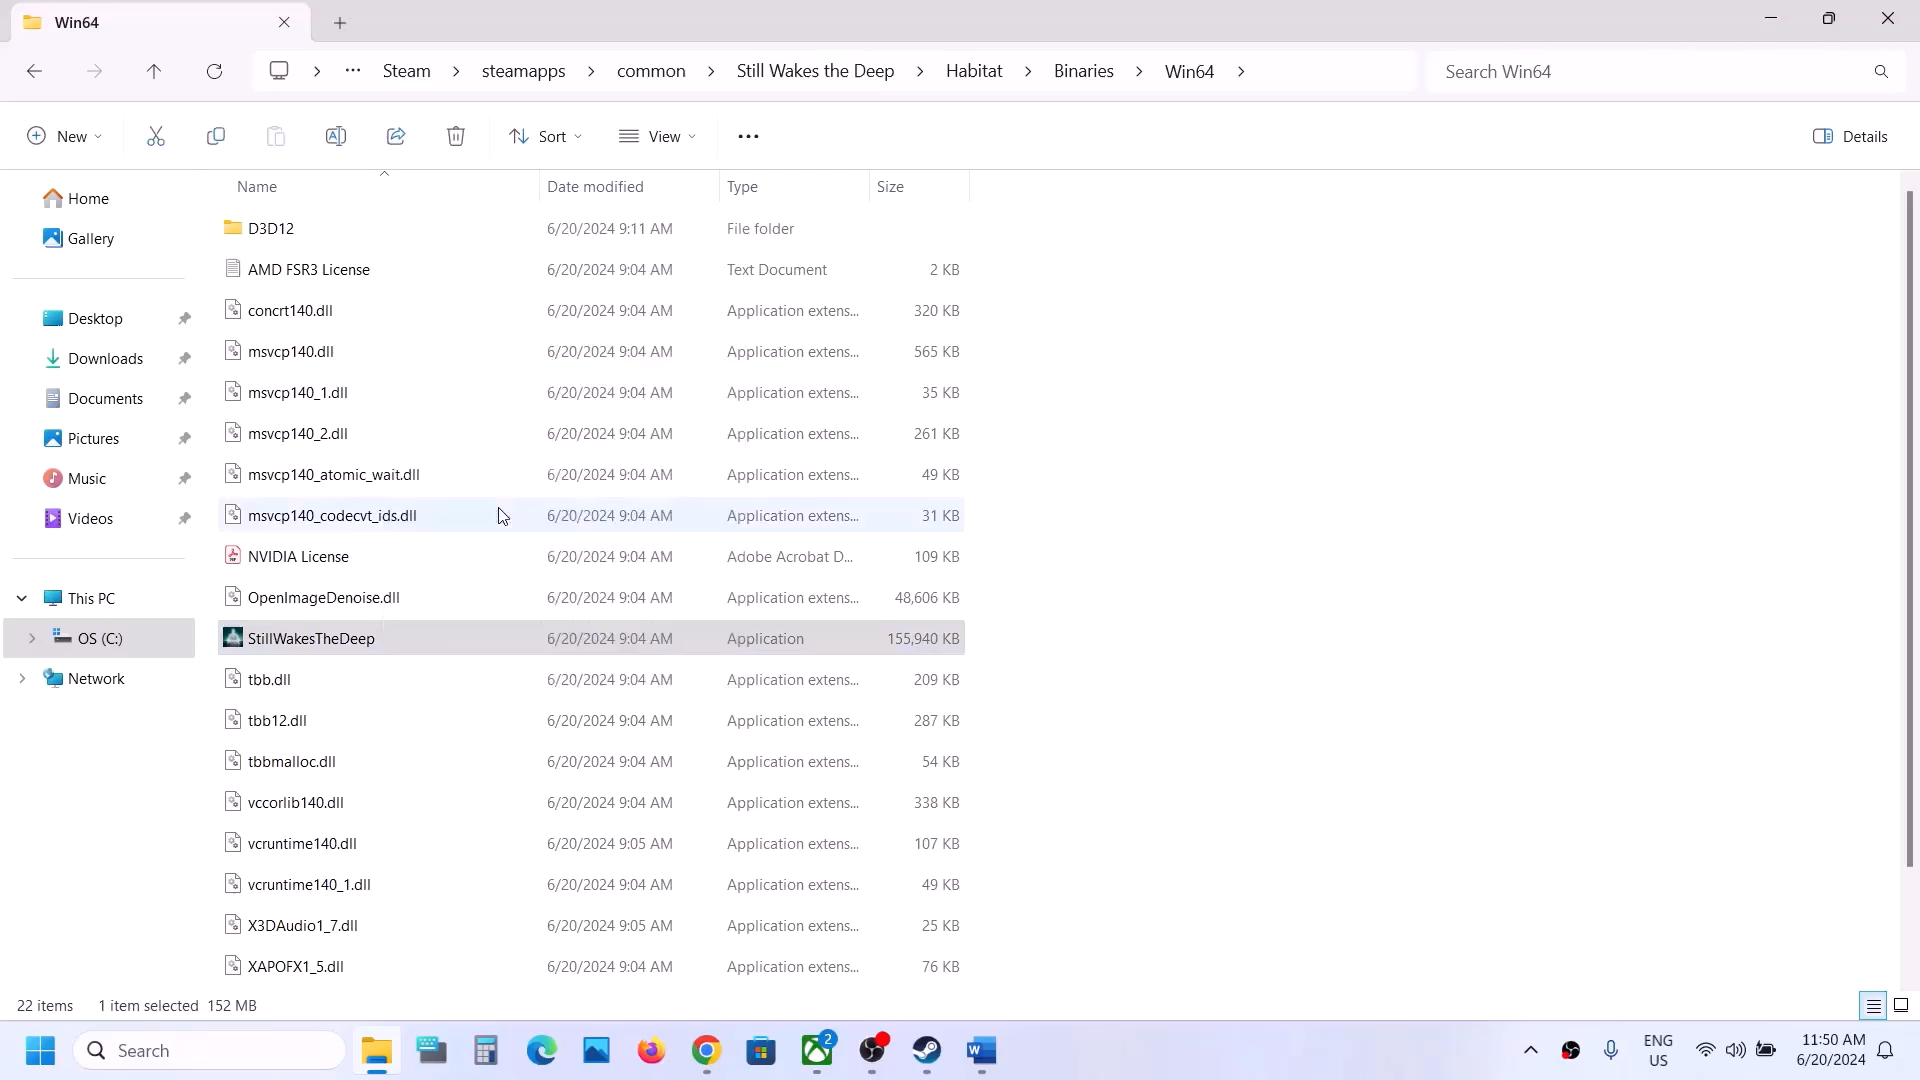 Win64
Steam steamapps common Still Wakes the Deep Habitat Binaries Win64 Search Win64
New Sort View Details
Name Date modified Type Size
Home
Gallery
Desktop
Downloads
Documents
Pictures
Music
Videos
This PC
OS (C:)
Network
D3D12 6/20/2024 9:11 AM File folder
AMD FSR3 License 6/20/2024 9:04 AM Text Document 2 KB
concrt140.dll 6/20/2024 9:04 AM Application extens... 320 KB
msvcp140.dll 6/20/2024 9:04 AM Application extens... 565 KB
msvcp140_1.dll 6/20/2024 9:04 AM Application extens... 35 KB
msvcp140_2.dll 6/20/2024 9:04 AM Application extens... 261 KB
msvcp140_atomic_wait.dll 6/20/2024 9:04 AM Application extens... 49 KB
msvcp140_codecvt_ids.dll 6/20/2024 9:04 AM Application extens... 31 KB
NVIDIA License 6/20/2024 9:04 AM Adobe Acrobat D... 109 KB
OpenImageDenoise.dll 6/20/2024 9:04 AM Application extens... 48,606 KB
StillWakesTheDeep 6/20/2024 9:04 AM Application 155,940 KB
tbb.dll 6/20/2024 9:04 AM Application extens... 209 KB
tbb12.dll 6/20/2024 9:04 AM Application extens... 287 KB
tbbmalloc.dll 6/20/2024 9:04 AM Application extens... 54 KB
vccorlib140.dll 6/20/2024 9:04 AM Application extens... 338 KB
vcruntime140.dll 6/20/2024 9:05 AM Application extens... 107 KB
vcruntime140_1.dll 6/20/2024 9:04 AM Application extens... 49 KB
X3DAudio1_7.dll 6/20/2024 9:05 AM Application extens... 25 KB
XAPOFX1_5.dll 6/20/2024 9:04 AM Application extens... 76 KB
22 items 1 item selected 152 MB
Search 2 ENG 11:50 AM
US 6/20/2024